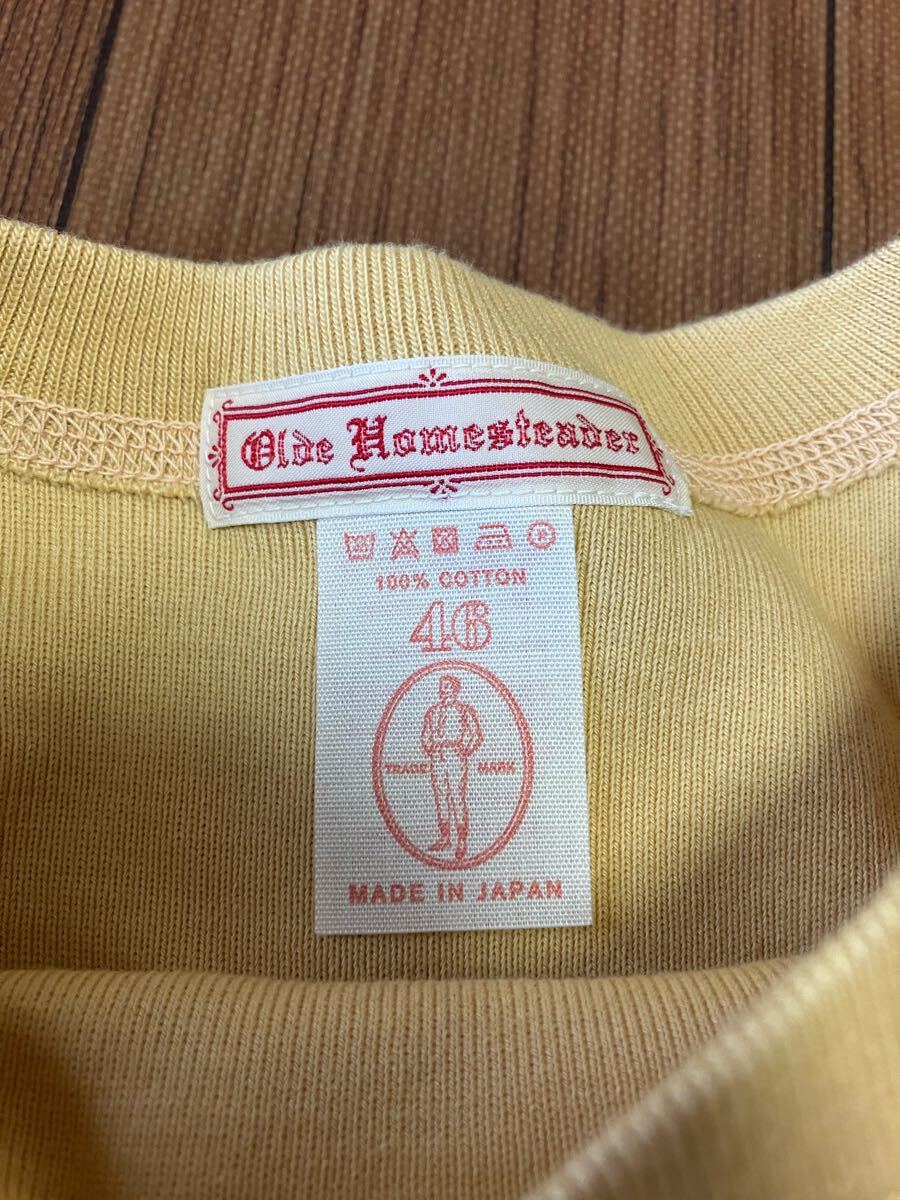 Olde Homesteader
100% COTTON
46
TRADE MARK
MADE IN JAPAN